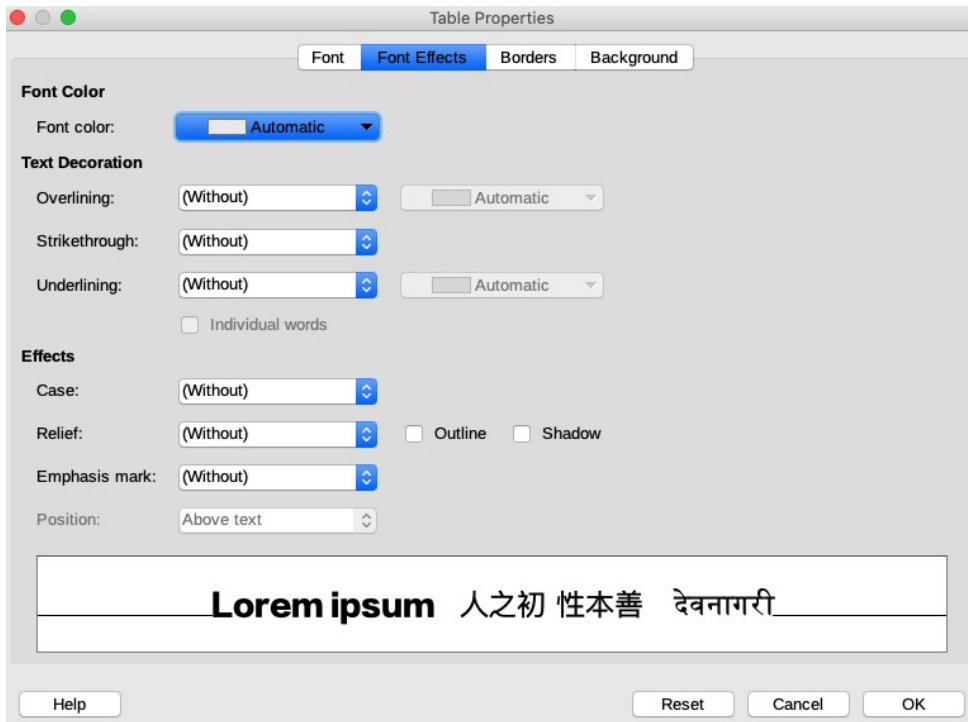 Table Properties
Font Font Effects Borders Background
Font Color
Font color: Automatic
Text Decoration
Overlining: (Without) Automatic
Strikethrough: (Without)
Underlining: (Without) Automatic
Individual words
Effects
Case: (Without)
Relief: (Without) Outline Shadow
Emphasis mark: (Without)
Position: Above text
Lorem ipsum 人之初 性本善 देवनागरी
Help Reset Cancel OK